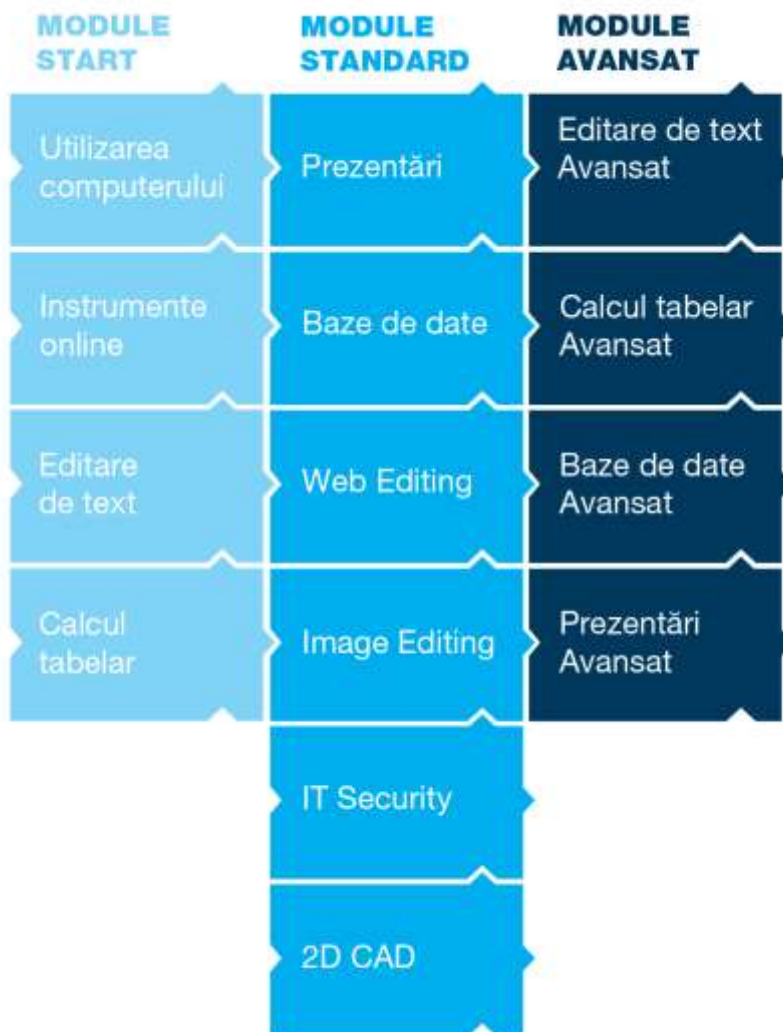 MODULE
START
Utilizarea
computerului
Instrumente
online
Editare
de text
Calcul
tabelar
MODULE
STANDARD
Prezentări
Baze de date
Web Editing
Image Editing
IT Security
2D CAD
MODULE
AVANSAT
Editare de text
Avansat
Calcul tabelar
Avansat
Baze de date
Avansat
Prezentări
Avansat